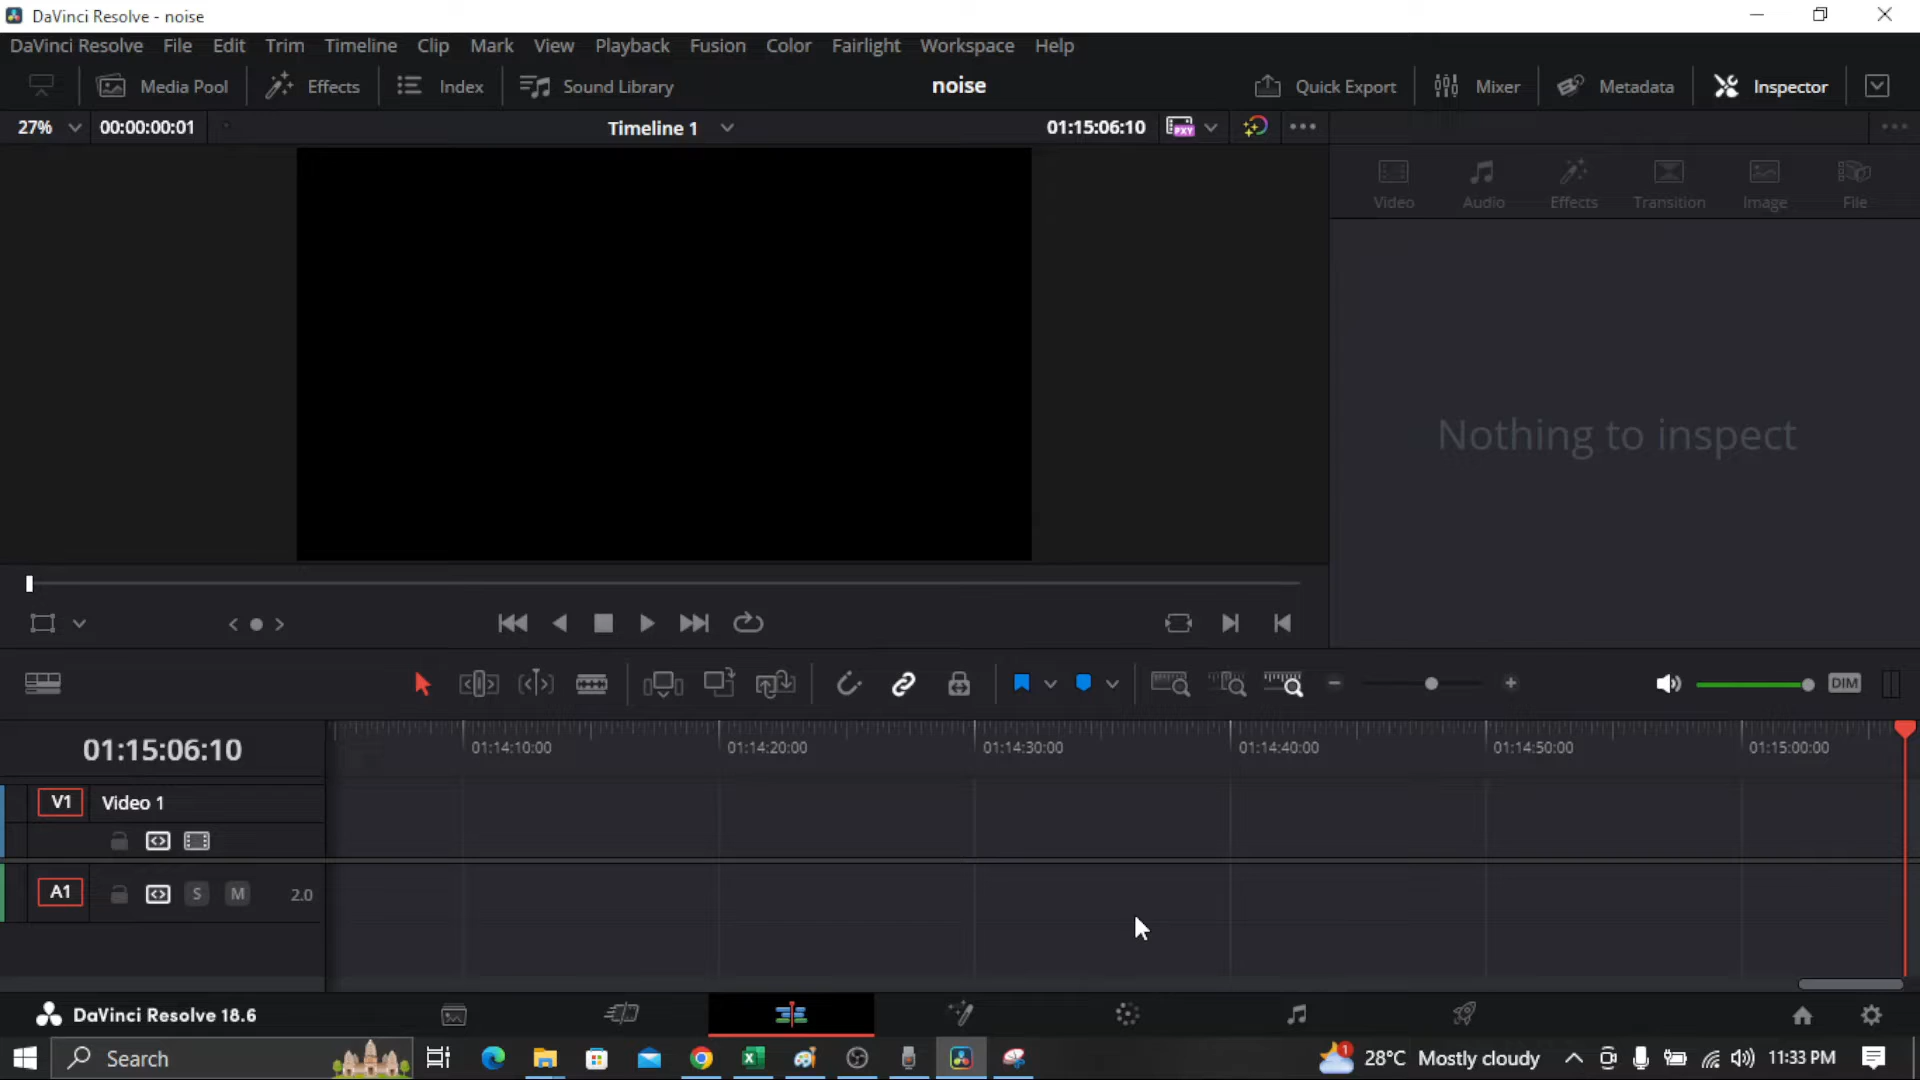 DaVinci Resolve - noise
DaVinci Resolve File Edit Trim Timeline Clip Mark View Playback Fusion Color Fairlight Workspace Help
Media Pool Effects Index Sound Library noise Quick Export Mixer Metadata Inspector
27% 00:00:00:01 Timeline 1 01:15:06:10 PXY
Video Audio Effects Transition Image File
Nothing to inspect
DIM
01:15:06:10
01:14:10:00 01:14:20:00 01:14:30:00 01:14:40:00 01:14:50:00 01:15:00:00
V1 Video 1
A1 S M 2.0
DaVinci Resolve 18.6
Search 1 28°C Mostly cloudy 11:33 PM